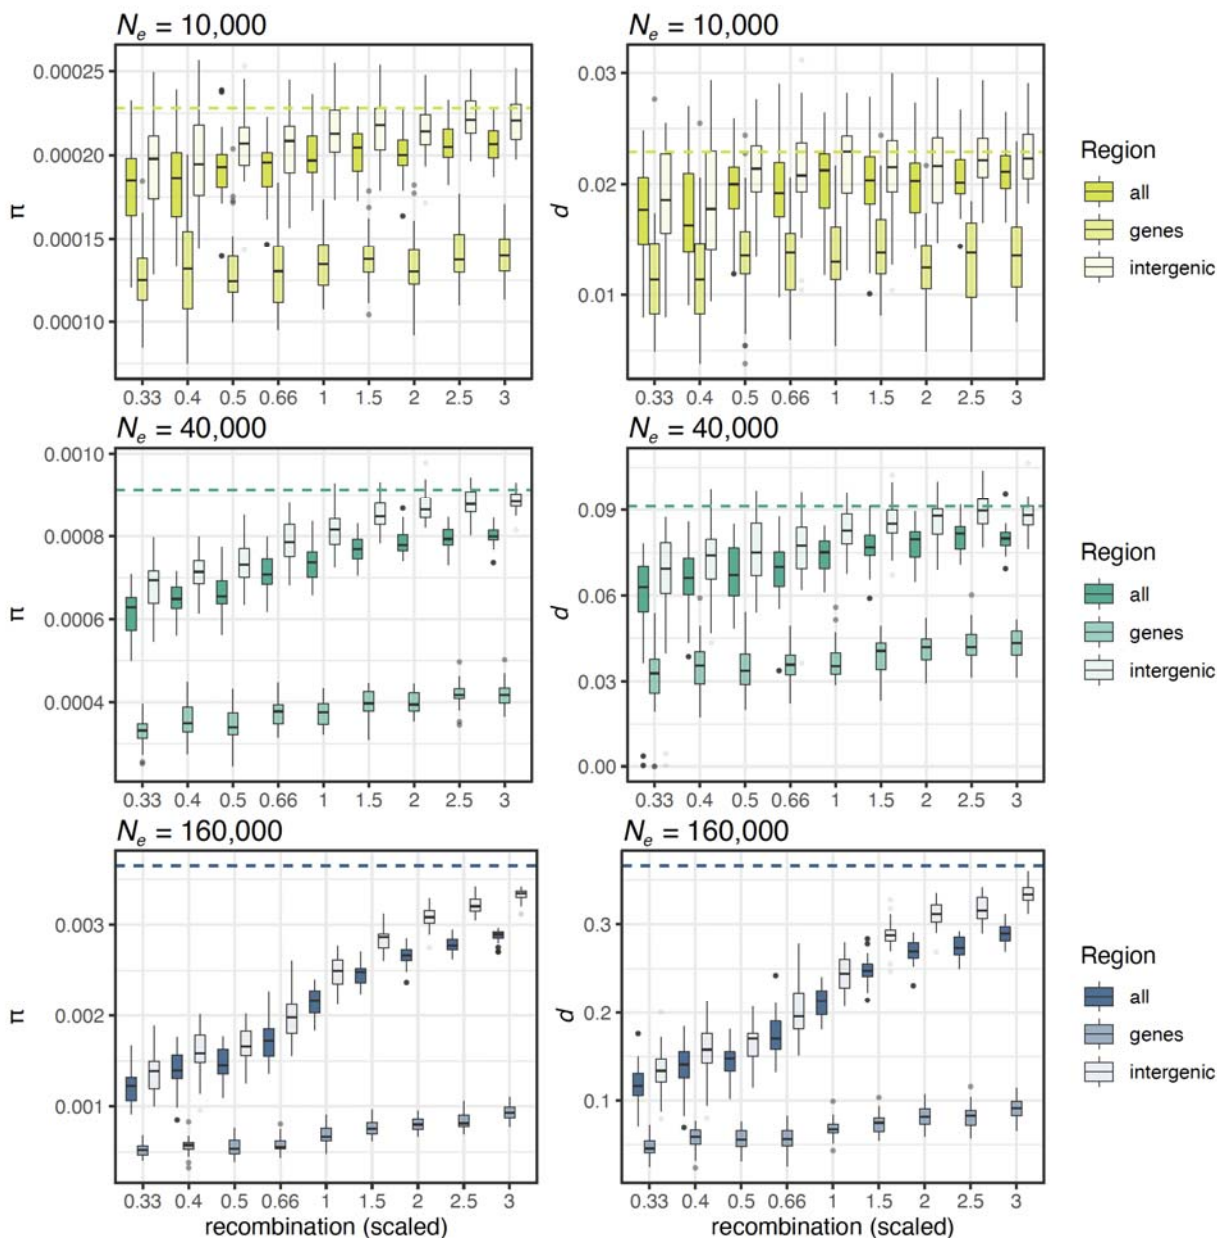 Nₑ = 10,000
0.00025
0.00020
0.00015
0.00010
π
0.33 0.4 0.5 0.66 1 1.5 2 2.5 3
Nₑ = 10,000
0.03
0.02
0.01
d
0.33 0.4 0.5 0.66 1 1.5 2 2.5 3
Region
all
genes
intergenic
Nₑ = 40,000
0.0010
0.0008
0.0006
0.0004
π
0.33 0.4 0.5 0.66 1 1.5 2 2.5 3
Nₑ = 40,000
0.09
0.06
0.03
0.00
d
0.33 0.4 0.5 0.66 1 1.5 2 2.5 3
Region
all
genes
intergenic
Nₑ = 160,000
0.003
0.002
0.001
π
0.33 0.4 0.5 0.66 1 1.5 2 2.5 3
recombination (scaled)
Nₑ = 160,000
0.3
0.2
0.1
d
0.33 0.4 0.5 0.66 1 1.5 2 2.5 3
recombination (scaled)
Region
all
genes
intergenic